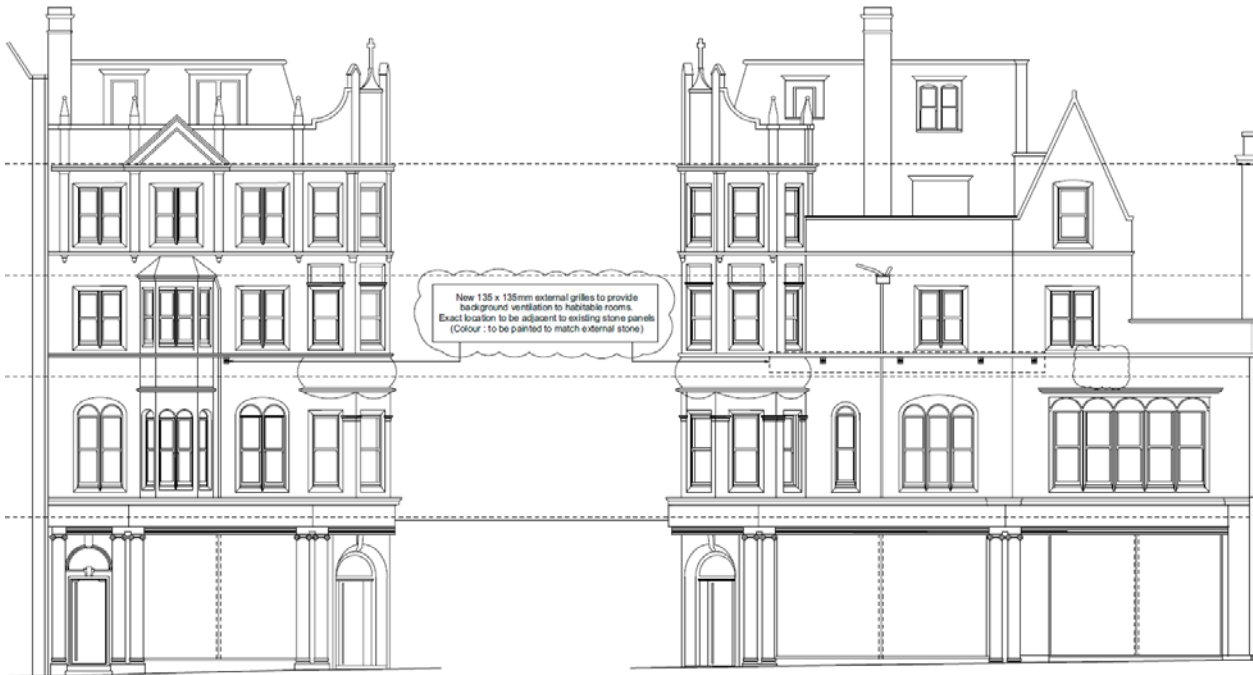 New 135 x 135mm external grilles to provide
background ventilation to habitable rooms.
Exact location to be adjacent to existing stone panels
(Colour : to be painted to match external stone)